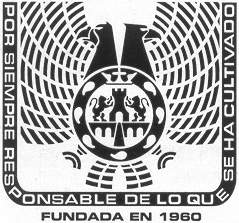 POR SIEMPRE RESPONSABLE DE LO QUE SE HA CULTIVADO
FUNDADA EN 1960